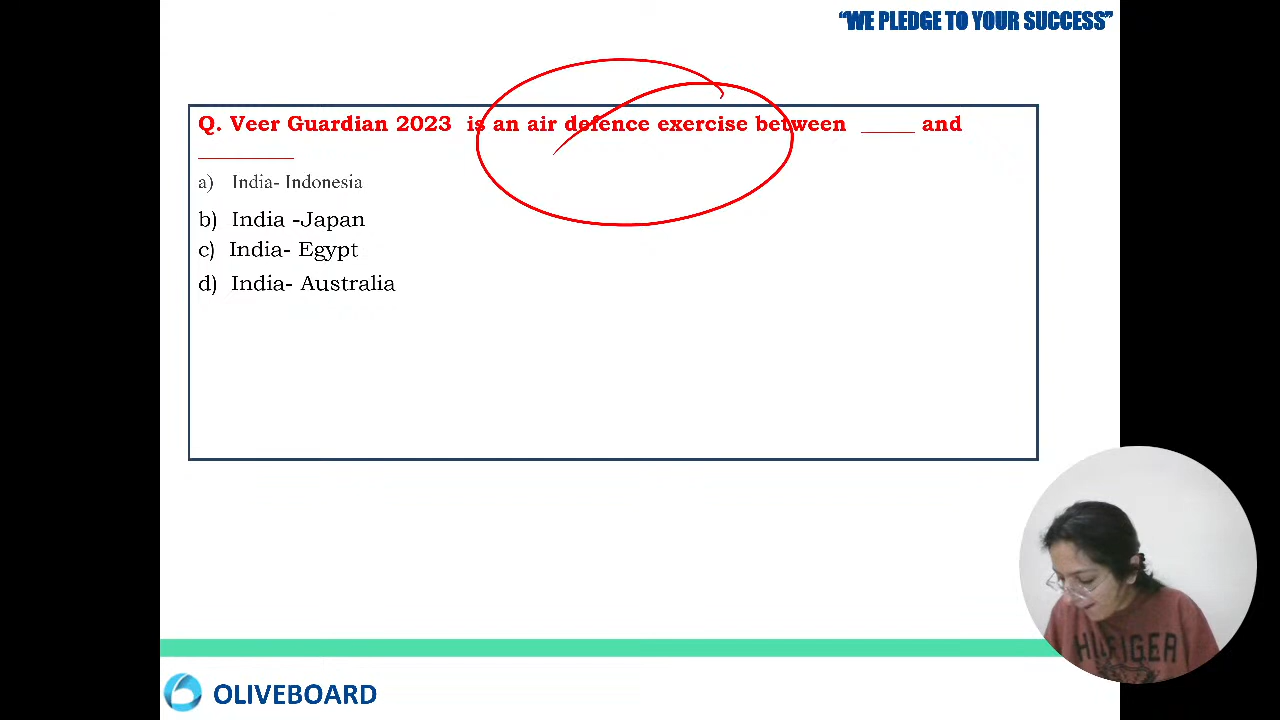 “WE PLEDGE TO YOUR SUCCESS”
Q. Veer Guardian 2023 is an air defence exercise between _____ and
_________
a) India- Indonesia
b) India -Japan
c) India- Egypt
d) India- Australia
HILFIGER
OLIVEBOARD